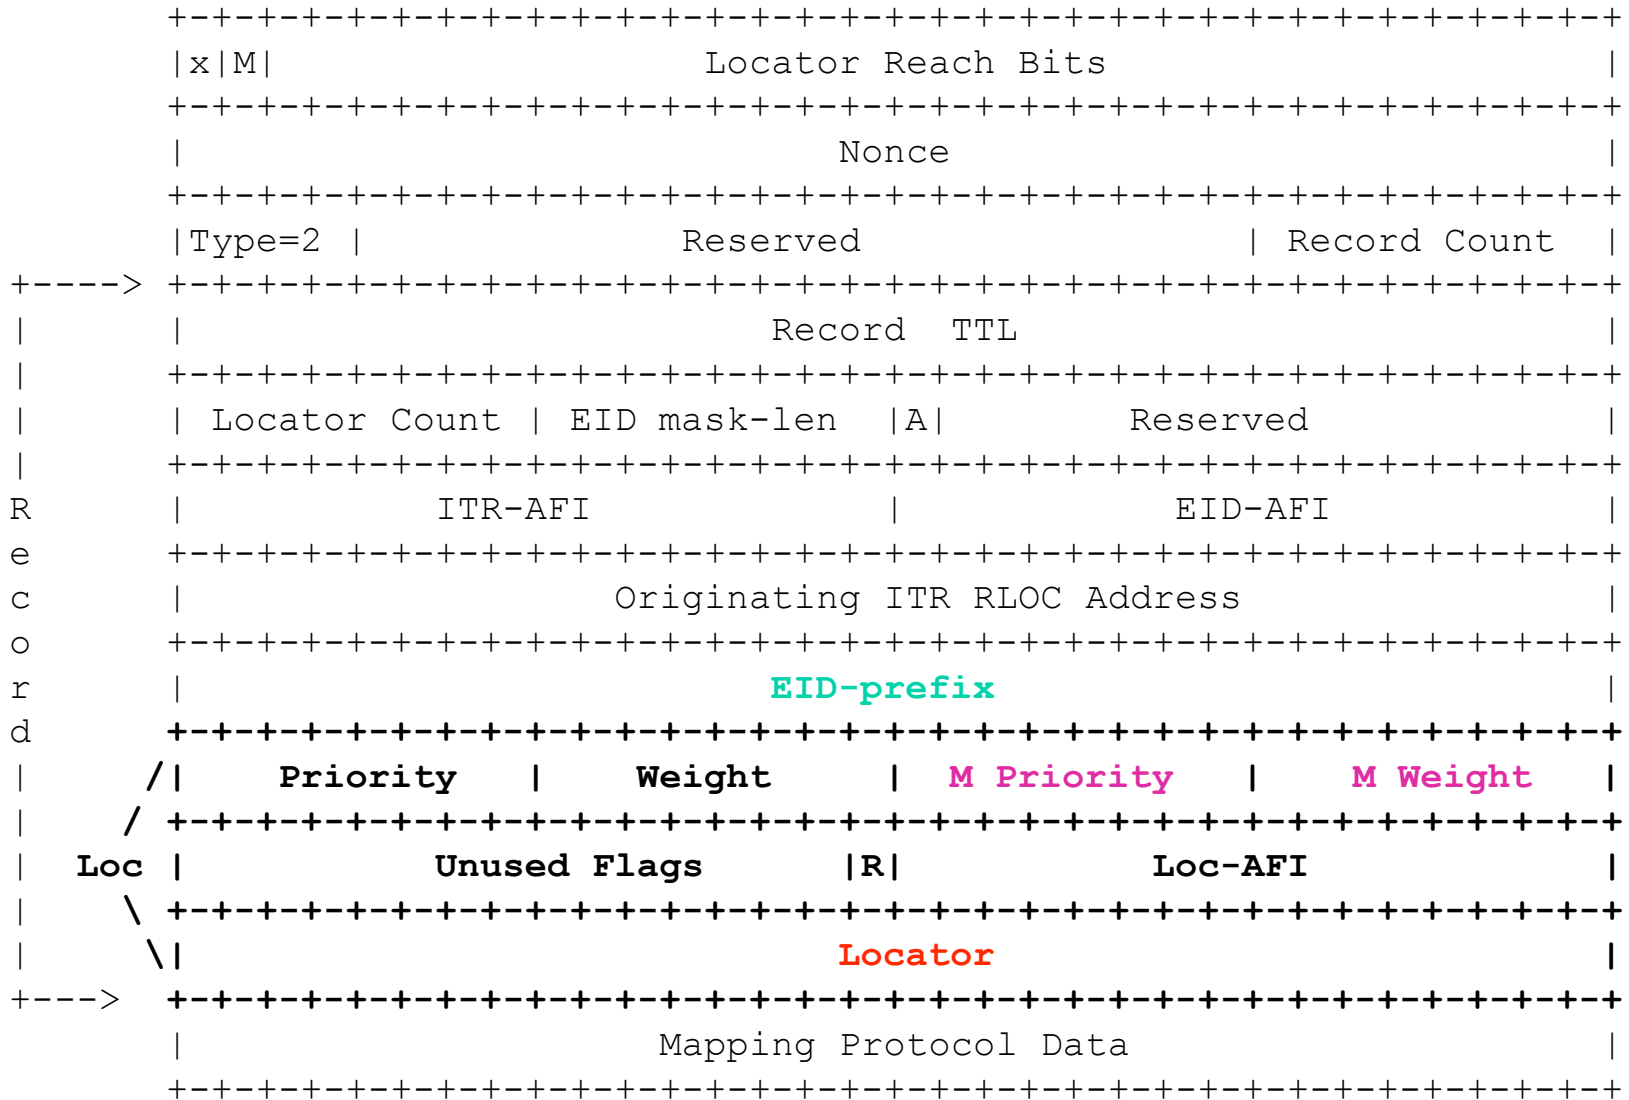 +-+-+-+-+-+-+-+-+-+-+-+-+-+-+-+-+-+-+-+-+-+-+-+-+-+-+-+-+-+-+-+-+
        |x|M|                   Locator Reach Bits                      |
        +-+-+-+-+-+-+-+-+-+-+-+-+-+-+-+-+-+-+-+-+-+-+-+-+-+-+-+-+-+-+-+-+
        |                             Nonce                             |
        +-+-+-+-+-+-+-+-+-+-+-+-+-+-+-+-+-+-+-+-+-+-+-+-+-+-+-+-+-+-+-+-+
        |Type=2 |              Reserved                 | Record Count  |
+----> +-+-+-+-+-+-+-+-+-+-+-+-+-+-+-+-+-+-+-+-+-+-+-+-+-+-+-+-+-+-+-+-+
|       |                          Record  TTL                          |
|       +-+-+-+-+-+-+-+-+-+-+-+-+-+-+-+-+-+-+-+-+-+-+-+-+-+-+-+-+-+-+-+-+
|       | Locator Count | EID mask-len  |A|        Reserved             |
|       +-+-+-+-+-+-+-+-+-+-+-+-+-+-+-+-+-+-+-+-+-+-+-+-+-+-+-+-+-+-+-+-+
R       |           ITR-AFI             |            EID-AFI            |
e       +-+-+-+-+-+-+-+-+-+-+-+-+-+-+-+-+-+-+-+-+-+-+-+-+-+-+-+-+-+-+-+-+
c       |                   Originating ITR RLOC Address                |
o       +-+-+-+-+-+-+-+-+-+-+-+-+-+-+-+-+-+-+-+-+-+-+-+-+-+-+-+-+-+-+-+-+
r       |                          EID-prefix                           |
d       +-+-+-+-+-+-+-+-+-+-+-+-+-+-+-+-+-+-+-+-+-+-+-+-+-+-+-+-+-+-+-+-+
|      /|    Priority   |    Weight     |  M Priority   |    M Weight   |
|     / +-+-+-+-+-+-+-+-+-+-+-+-+-+-+-+-+-+-+-+-+-+-+-+-+-+-+-+-+-+-+-+-+
|   Loc |           Unused Flags      |R|           Loc-AFI             |
|     \ +-+-+-+-+-+-+-+-+-+-+-+-+-+-+-+-+-+-+-+-+-+-+-+-+-+-+-+-+-+-+-+-+
|      \|                             Locator                           |
+---> +-+-+-+-+-+-+-+-+-+-+-+-+-+-+-+-+-+-+-+-+-+-+-+-+-+-+-+-+-+-+-+-+
        |                     Mapping Protocol Data                     |
        +-+-+-+-+-+-+-+-+-+-+-+-+-+-+-+-+-+-+-+-+-+-+-+-+-+-+-+-+-+-+-+-+